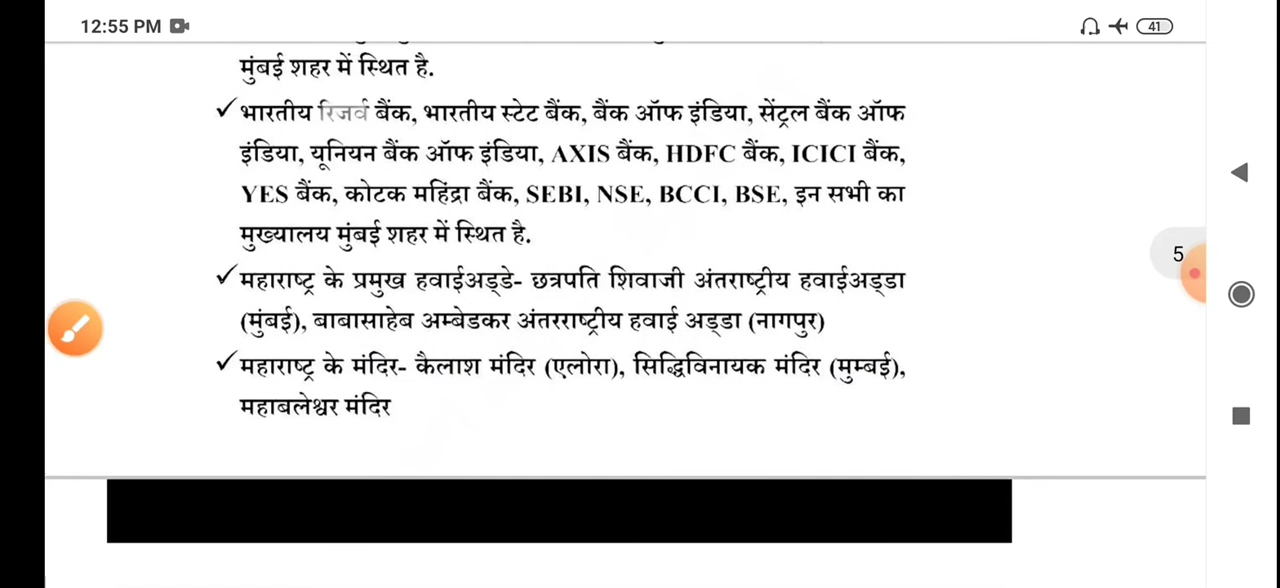 12:55 PM
41
मुंबई शहर में स्थित है.
✓ भारतीय रिजर्व बैंक, भारतीय स्टेट बैंक, बैंक ऑफ इंडिया, सेंट्रल बैंक ऑफ
इंडिया, यूनियन बैंक ऑफ इंडिया, AXIS बैंक, HDFC बैंक, ICICI बैंक,
YES बैंक, कोटक महिंद्रा बैंक, SEBI, NSE, BCCI, BSE, इन सभी का
मुख्यालय मुंबई शहर में स्थित है.
5
✓ महाराष्ट्र के प्रमुख हवाईअड्डे- छत्रपति शिवाजी अंतराष्ट्रीय हवाईअड्डा
(मुंबई), बाबासाहेब अम्बेडकर अंतरराष्ट्रीय हवाई अड्डा (नागपुर)
✓ महाराष्ट्र के मंदिर- कैलाश मंदिर (एलोरा), सिद्धिविनायक मंदिर (मुम्बई),
महाबलेश्वर मंदिर